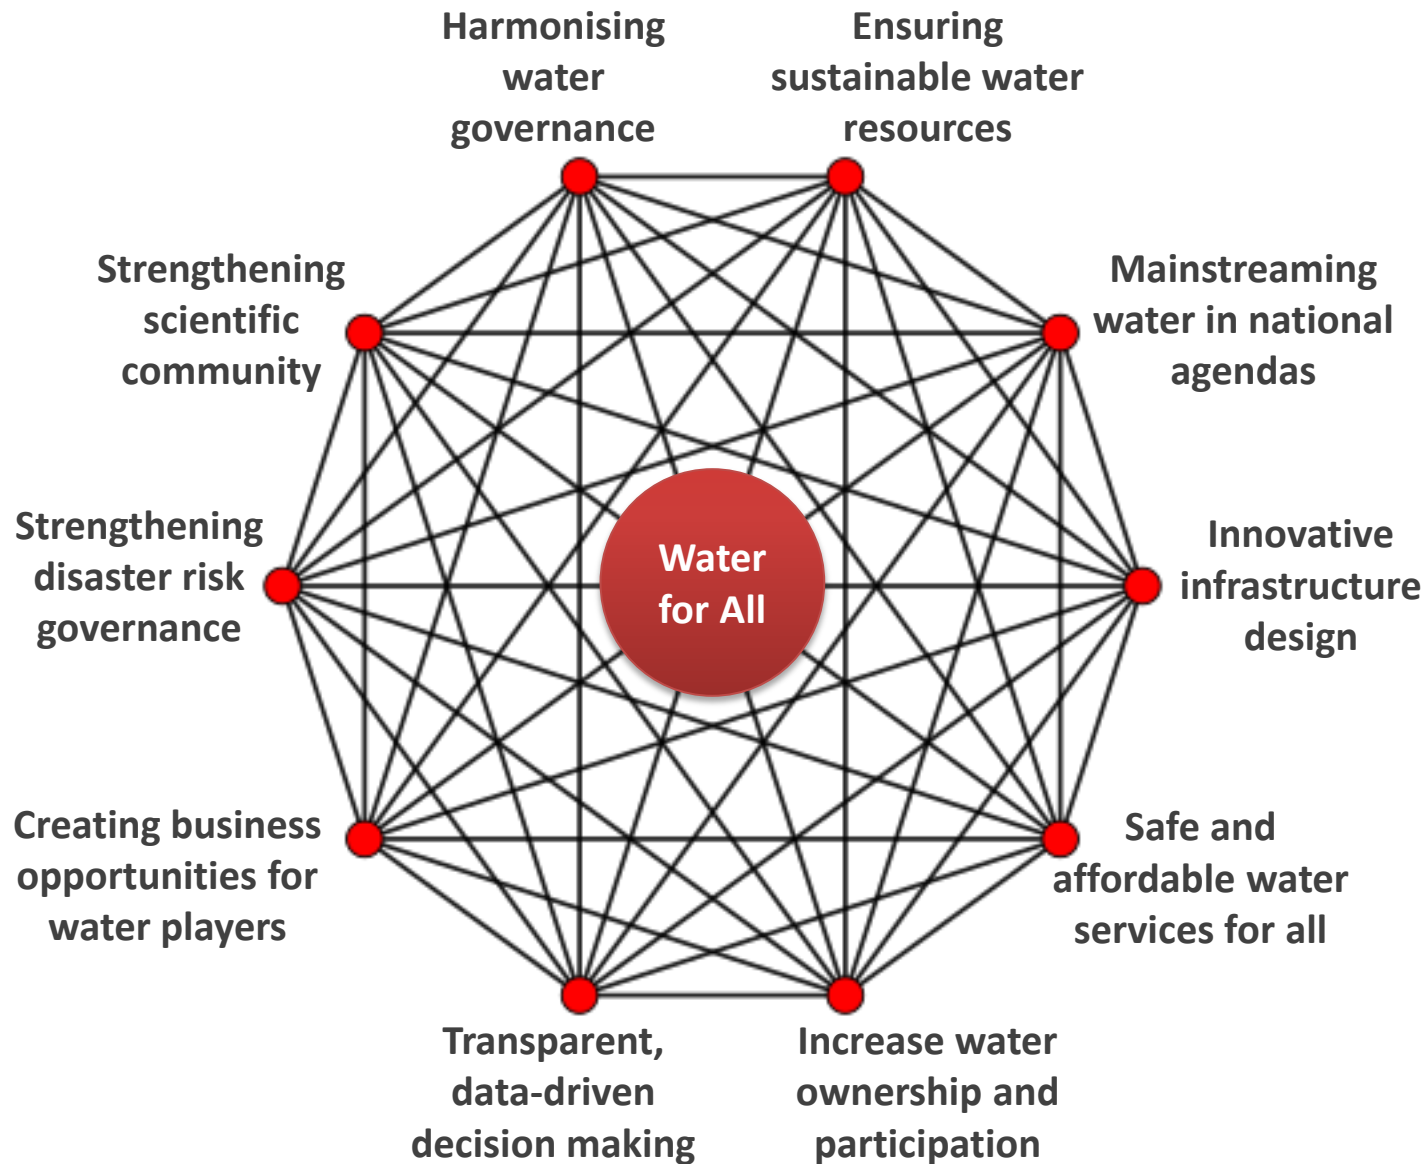 Harmonising
water
governance
Ensuring
sustainable water
resources
Strengthening
scientific
community
Mainstreaming
water in national
agendas
Strengthening
disaster risk
governance
Water
for All
Innovative
infrastructure
design
Creating business
opportunities for
water players
Safe and
affordable water
services for all
Transparent,
data-driven
decision making
Increase water
ownership and
participation